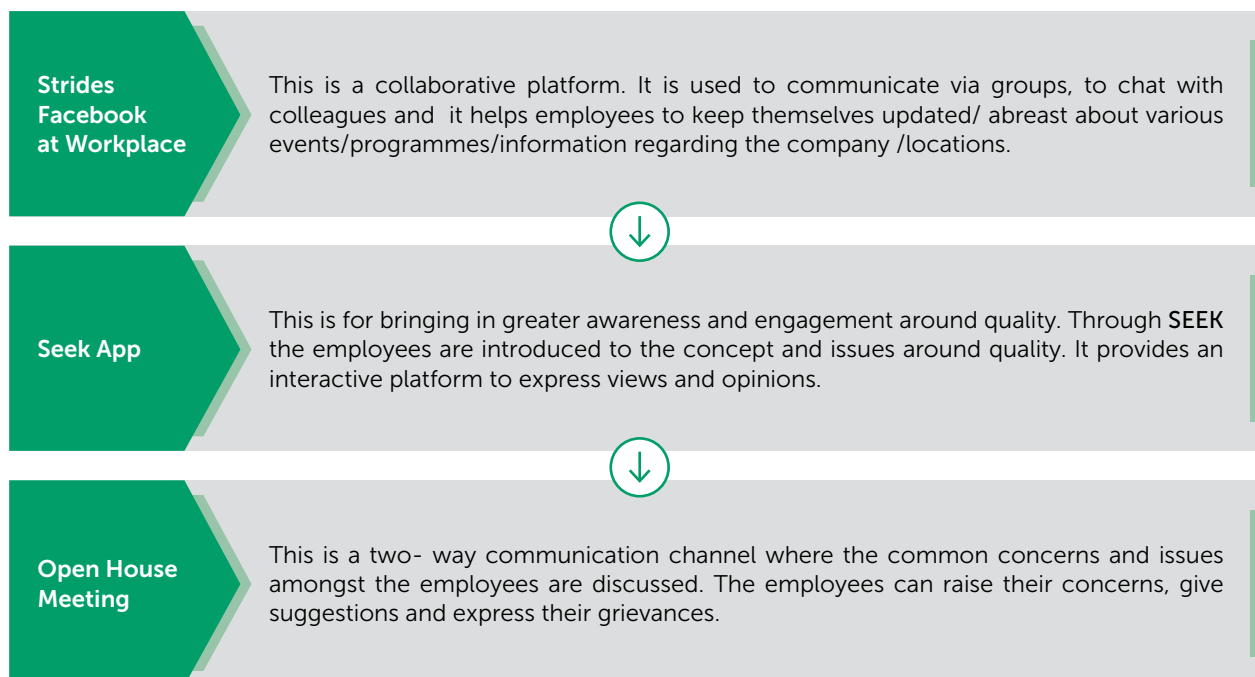 Strides
Facebook
at Workplace
This is a collaborative platform. It is used to communicate via groups, to chat with
colleagues and it helps employees to keep themselves updated/ abreast about various
events/programmes/information regarding the company /locations.
Seek App
This is for bringing in greater awareness and engagement around quality. Through SEEK
the employees are introduced to the concept and issues around quality. It provides an
interactive platform to express views and opinions.
Open House
Meeting
This is a two- way communication channel where the common concerns and issues
amongst the employees are discussed. The employees can raise their concerns, give
suggestions and express their grievances.